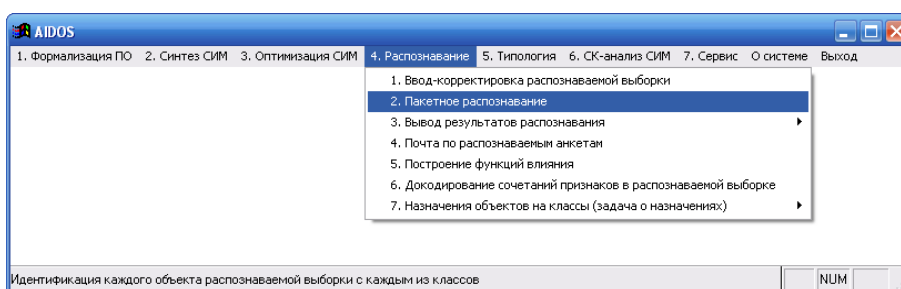 AIDOS
1. Формализация ПО 2. Синтез СИМ 3. Оптимизация СИМ 4. Распознавание 5. Типология 6. СК-анализ СИМ 7. Сервис О системе Выход
1. Ввод-корректировка распознаваемой выборки
2. Пакетное распознавание
3. Вывод результатов распознавания
4. Почта по распознаваемым анкетам
5. Построение функций влияния
6. Докодирование сочетаний признаков в распознаваемой выборке
7. Назначения объектов на классы (задача о назначениях)
Идентификация каждого объекта распознаваемой выборки с каждым из классов NUM